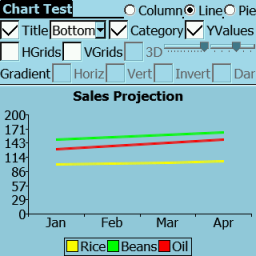 Chart Test Column Line Pie
Title Bottom Category YValues
HGrids VGrids 3D
Gradient Horiz Vert Invert Dar
Sales Projection
200
171
143
114
86
57
29
0
Jan Feb Mar Apr
Rice Beans Oil